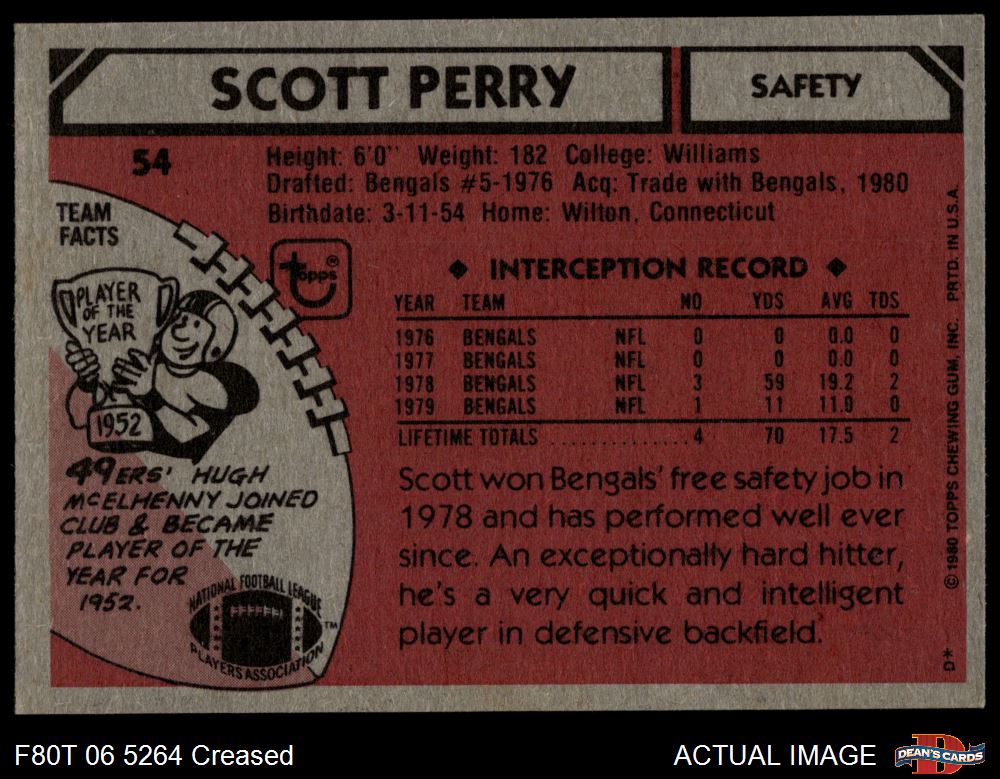 SCOTT PERRY
SAFETY
54
Height: 6'0" Weight: 182 College: Williams
Drafted: Bengals #5-1976 Acq: Trade with Bengals, 1980
Birthdate: 3-11-54 Home: Wilton, Connecticut
TEAM
FACTS
PLAYER
OF THE
YEAR
1952
49ERS' HUGH
McELHENNY JOINED
CLUB & BECAME
PLAYER OF THE
YEAR FOR
1952.
NATIONAL FOOTBALL LEAGUE
PLAYERS ASSOCIATION
TM
topps ®
◆ INTERCEPTION RECORD ◆
YEAR TEAM NO YDS AVG TDS
1976 BENGALS NFL 0 0 0.0 0
1977 BENGALS NFL 0 0 0.0 0
1978 BENGALS NFL 3 59 19.2 2
1979 BENGALS NFL 1 11 11.0 0
LIFETIME TOTALS ............... 4 70 17.5 2
Scott won Bengals' free safety job in
1978 and has performed well ever
since. An exceptionally hard hitter,
he's a very quick and intelligent
player in defensive backfield.
© 1980 TOPPS CHEWING GUM, INC. PRTD. IN U.S.A.
D*
F80T 06 5264 Creased
ACTUAL IMAGE
DEAN'S CARDS